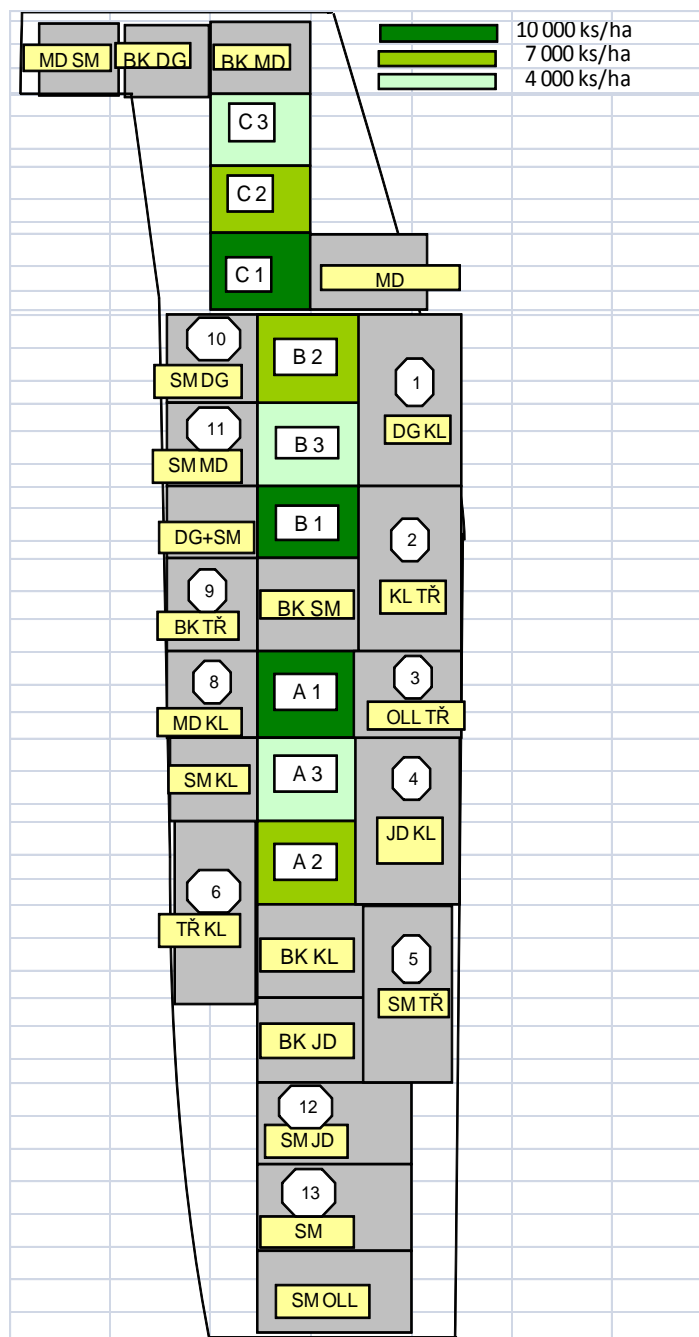 10 000 ks/ha
7 000 ks/ha
4 000 ks/ha
MD SM
BK DG
BK MD
C 3
C 2
C 1
MD
10
SM DG
B 2
1
DG KL
11
SM MD
B 3
DG+SM
B 1
2
KL TŘ
9
BK TŘ
BK SM
8
MD KL
A 1
3
OLL TŘ
SM KL
A 3
4
JD KL
A 2
6
TŘ KL
BK KL
5
SM TŘ
BK JD
12
SM JD
13
SM
SM OLL